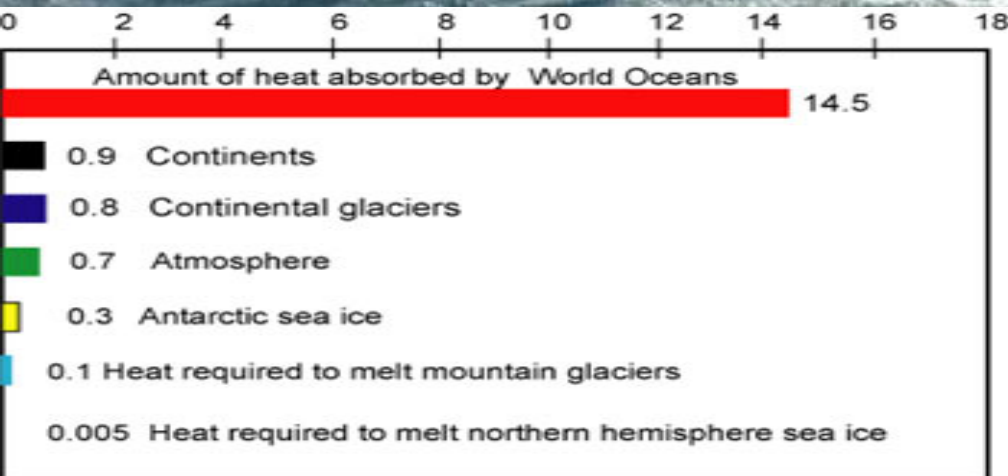 0 2 4 6 8 10 12 14 16 18
Amount of heat absorbed by World Oceans
14.5
0.9 Continents
0.8 Continental glaciers
0.7 Atmosphere
0.3 Antarctic sea ice
0.1 Heat required to melt mountain glaciers
0.005 Heat required to melt northern hemisphere sea ice